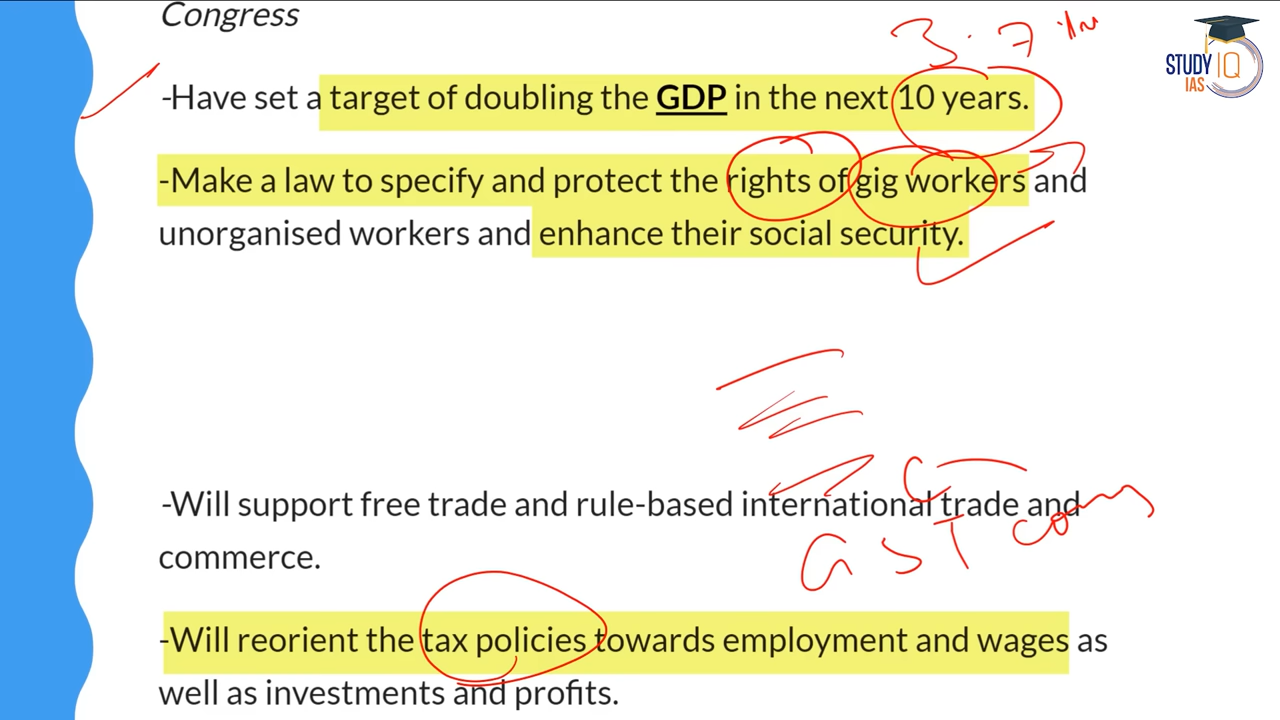 Congress
3.7
STUDY IQ
IAS
-Have set a target of doubling the GDP in the next 10 years.
-Make a law to specify and protect the rights of gig workers and
unorganised workers and enhance their social security.
-Will support free trade and rule-based international trade and
commerce.
GST
-Will reorient the tax policies towards employment and wages as
well as investments and profits.